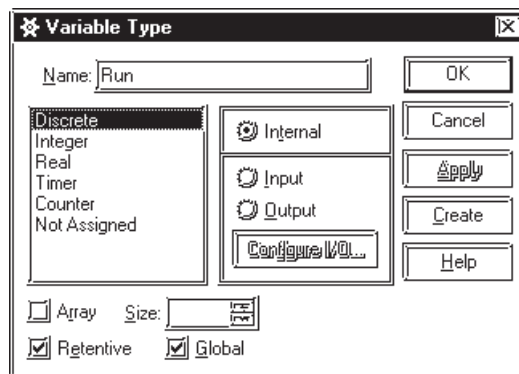 Variable Type
Name: Run
OK
Discrete
Integer
Real
Timer
Counter
Not Assigned
Internal
Input
Output
Configure I/O...
Cancel
Apply
Create
Help
Array
Size:
Retentive
Global